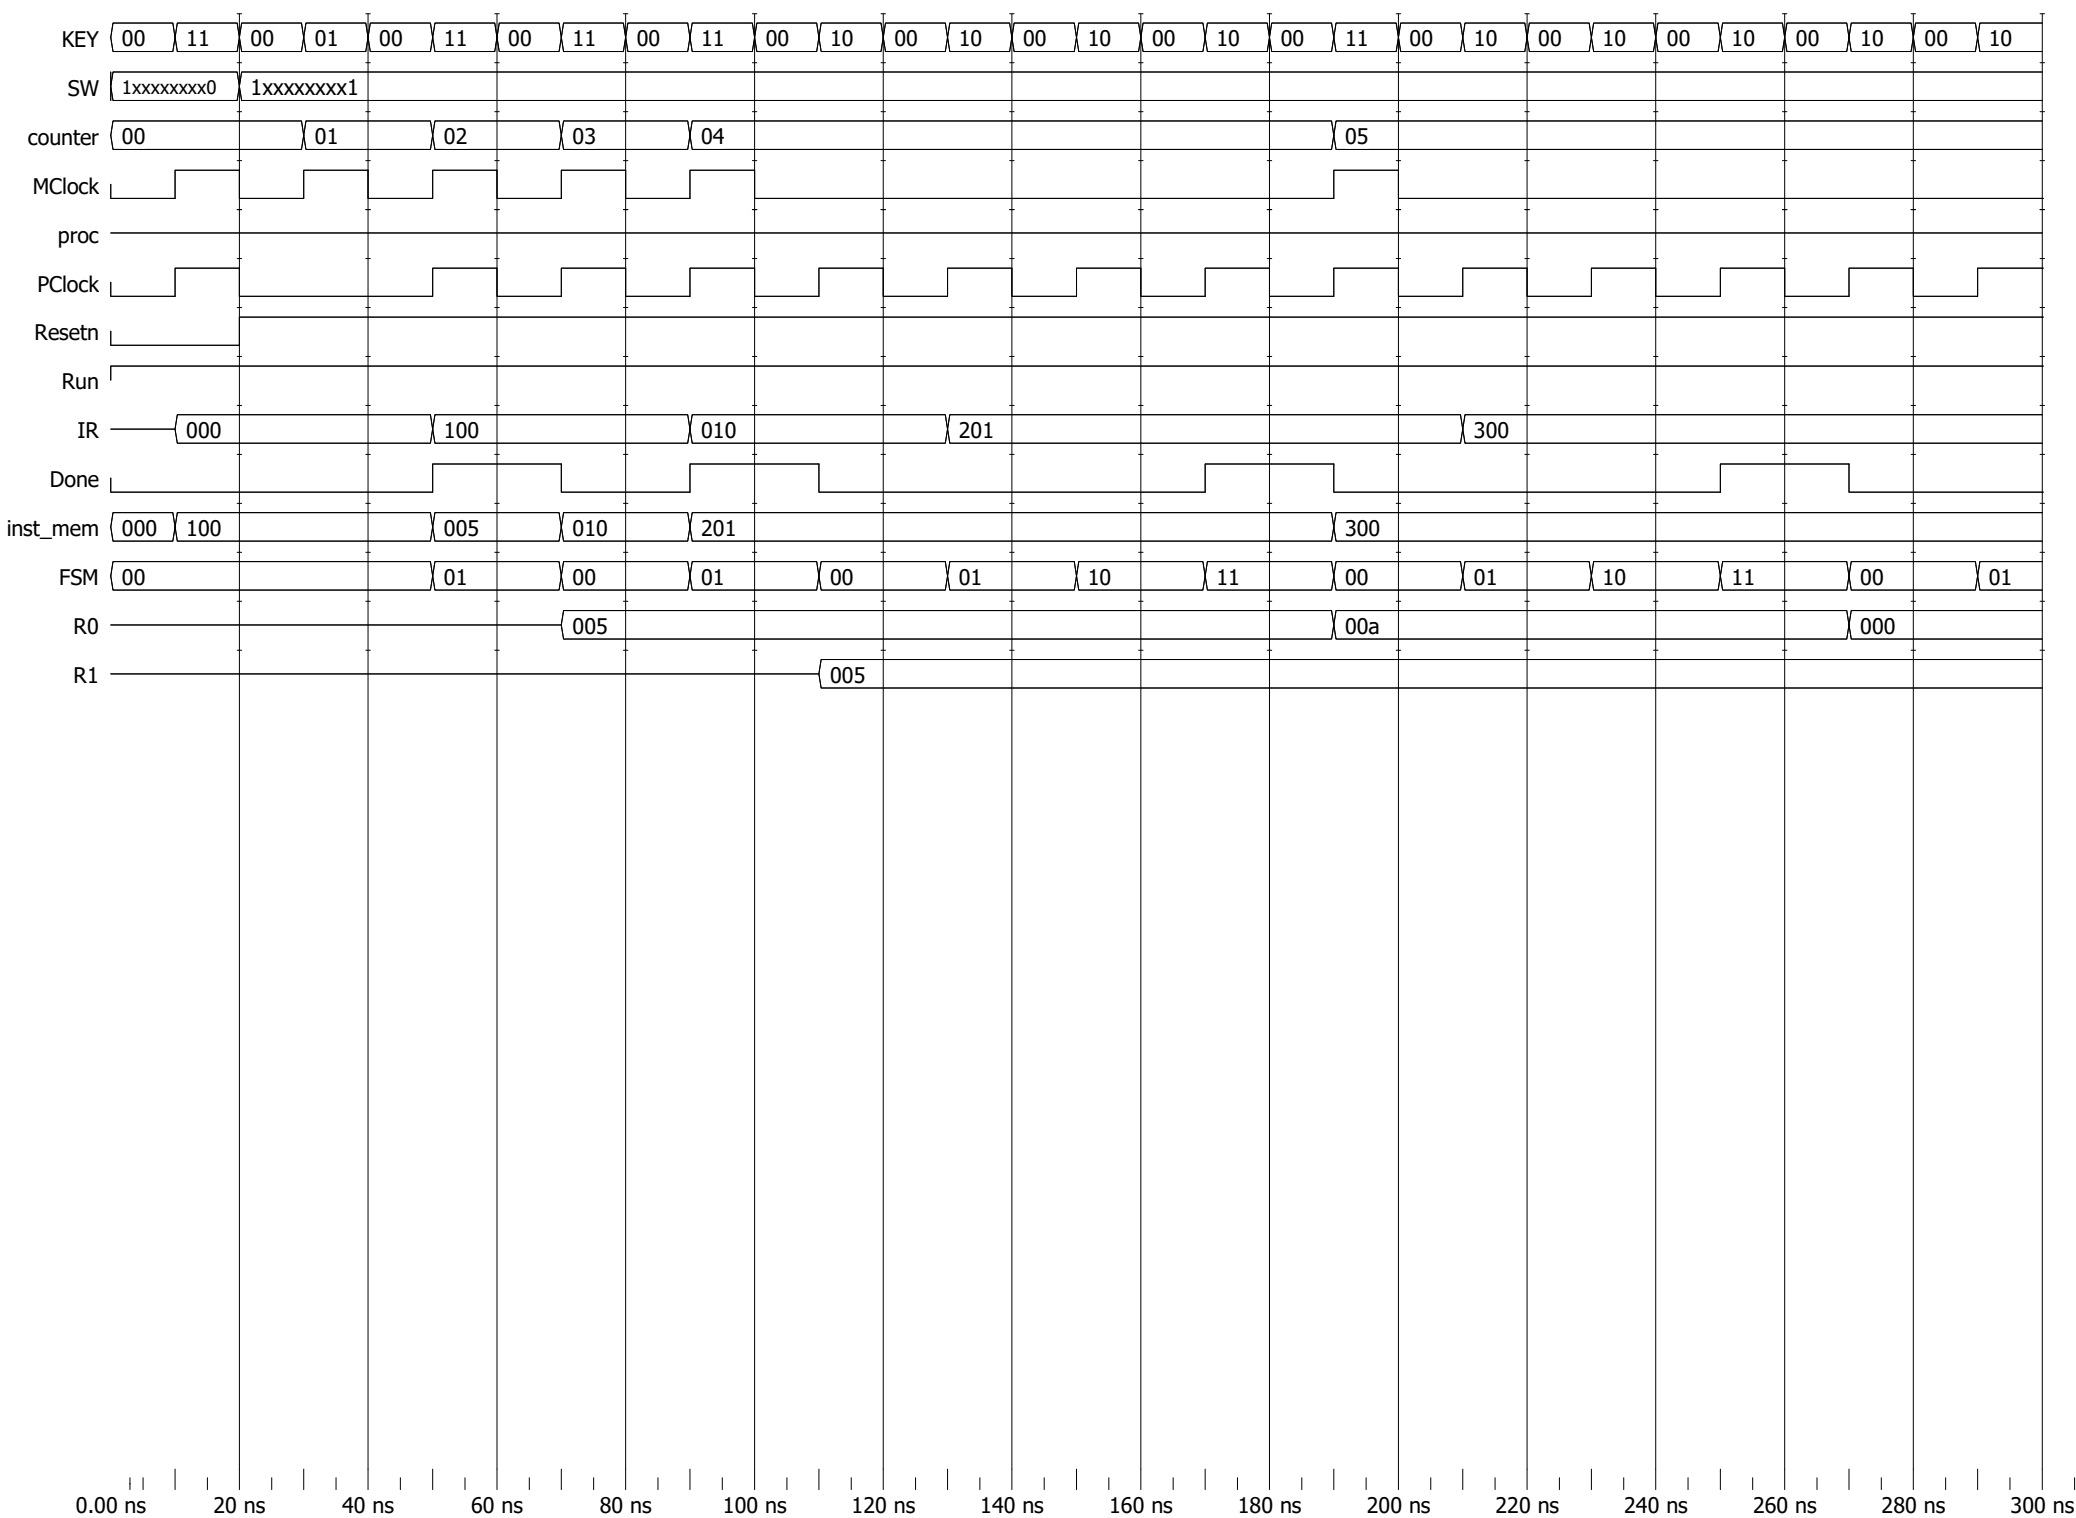 KEY 00 11 00 01 00 11 00 11 00 11 00 10 00 10 00 10 00 10 00 11 00 10 00 10 00 10 00 10 00 10
SW 1xxxxxxxx0 1xxxxxxxx1
counter 00 01 02 03 04 05
MClock
proc
PClock
Resetn
Run
IR 000 100 010 201 300
Done
inst_mem 000 100 005 010 201 300
FSM 00 01 00 01 00 01 10 11 00 01 10 11 00 01
R0 005 00a 000
R1 005
0.00 ns 20 ns 40 ns 60 ns 80 ns 100 ns 120 ns 140 ns 160 ns 180 ns 200 ns 220 ns 240 ns 260 ns 280 ns 300 ns